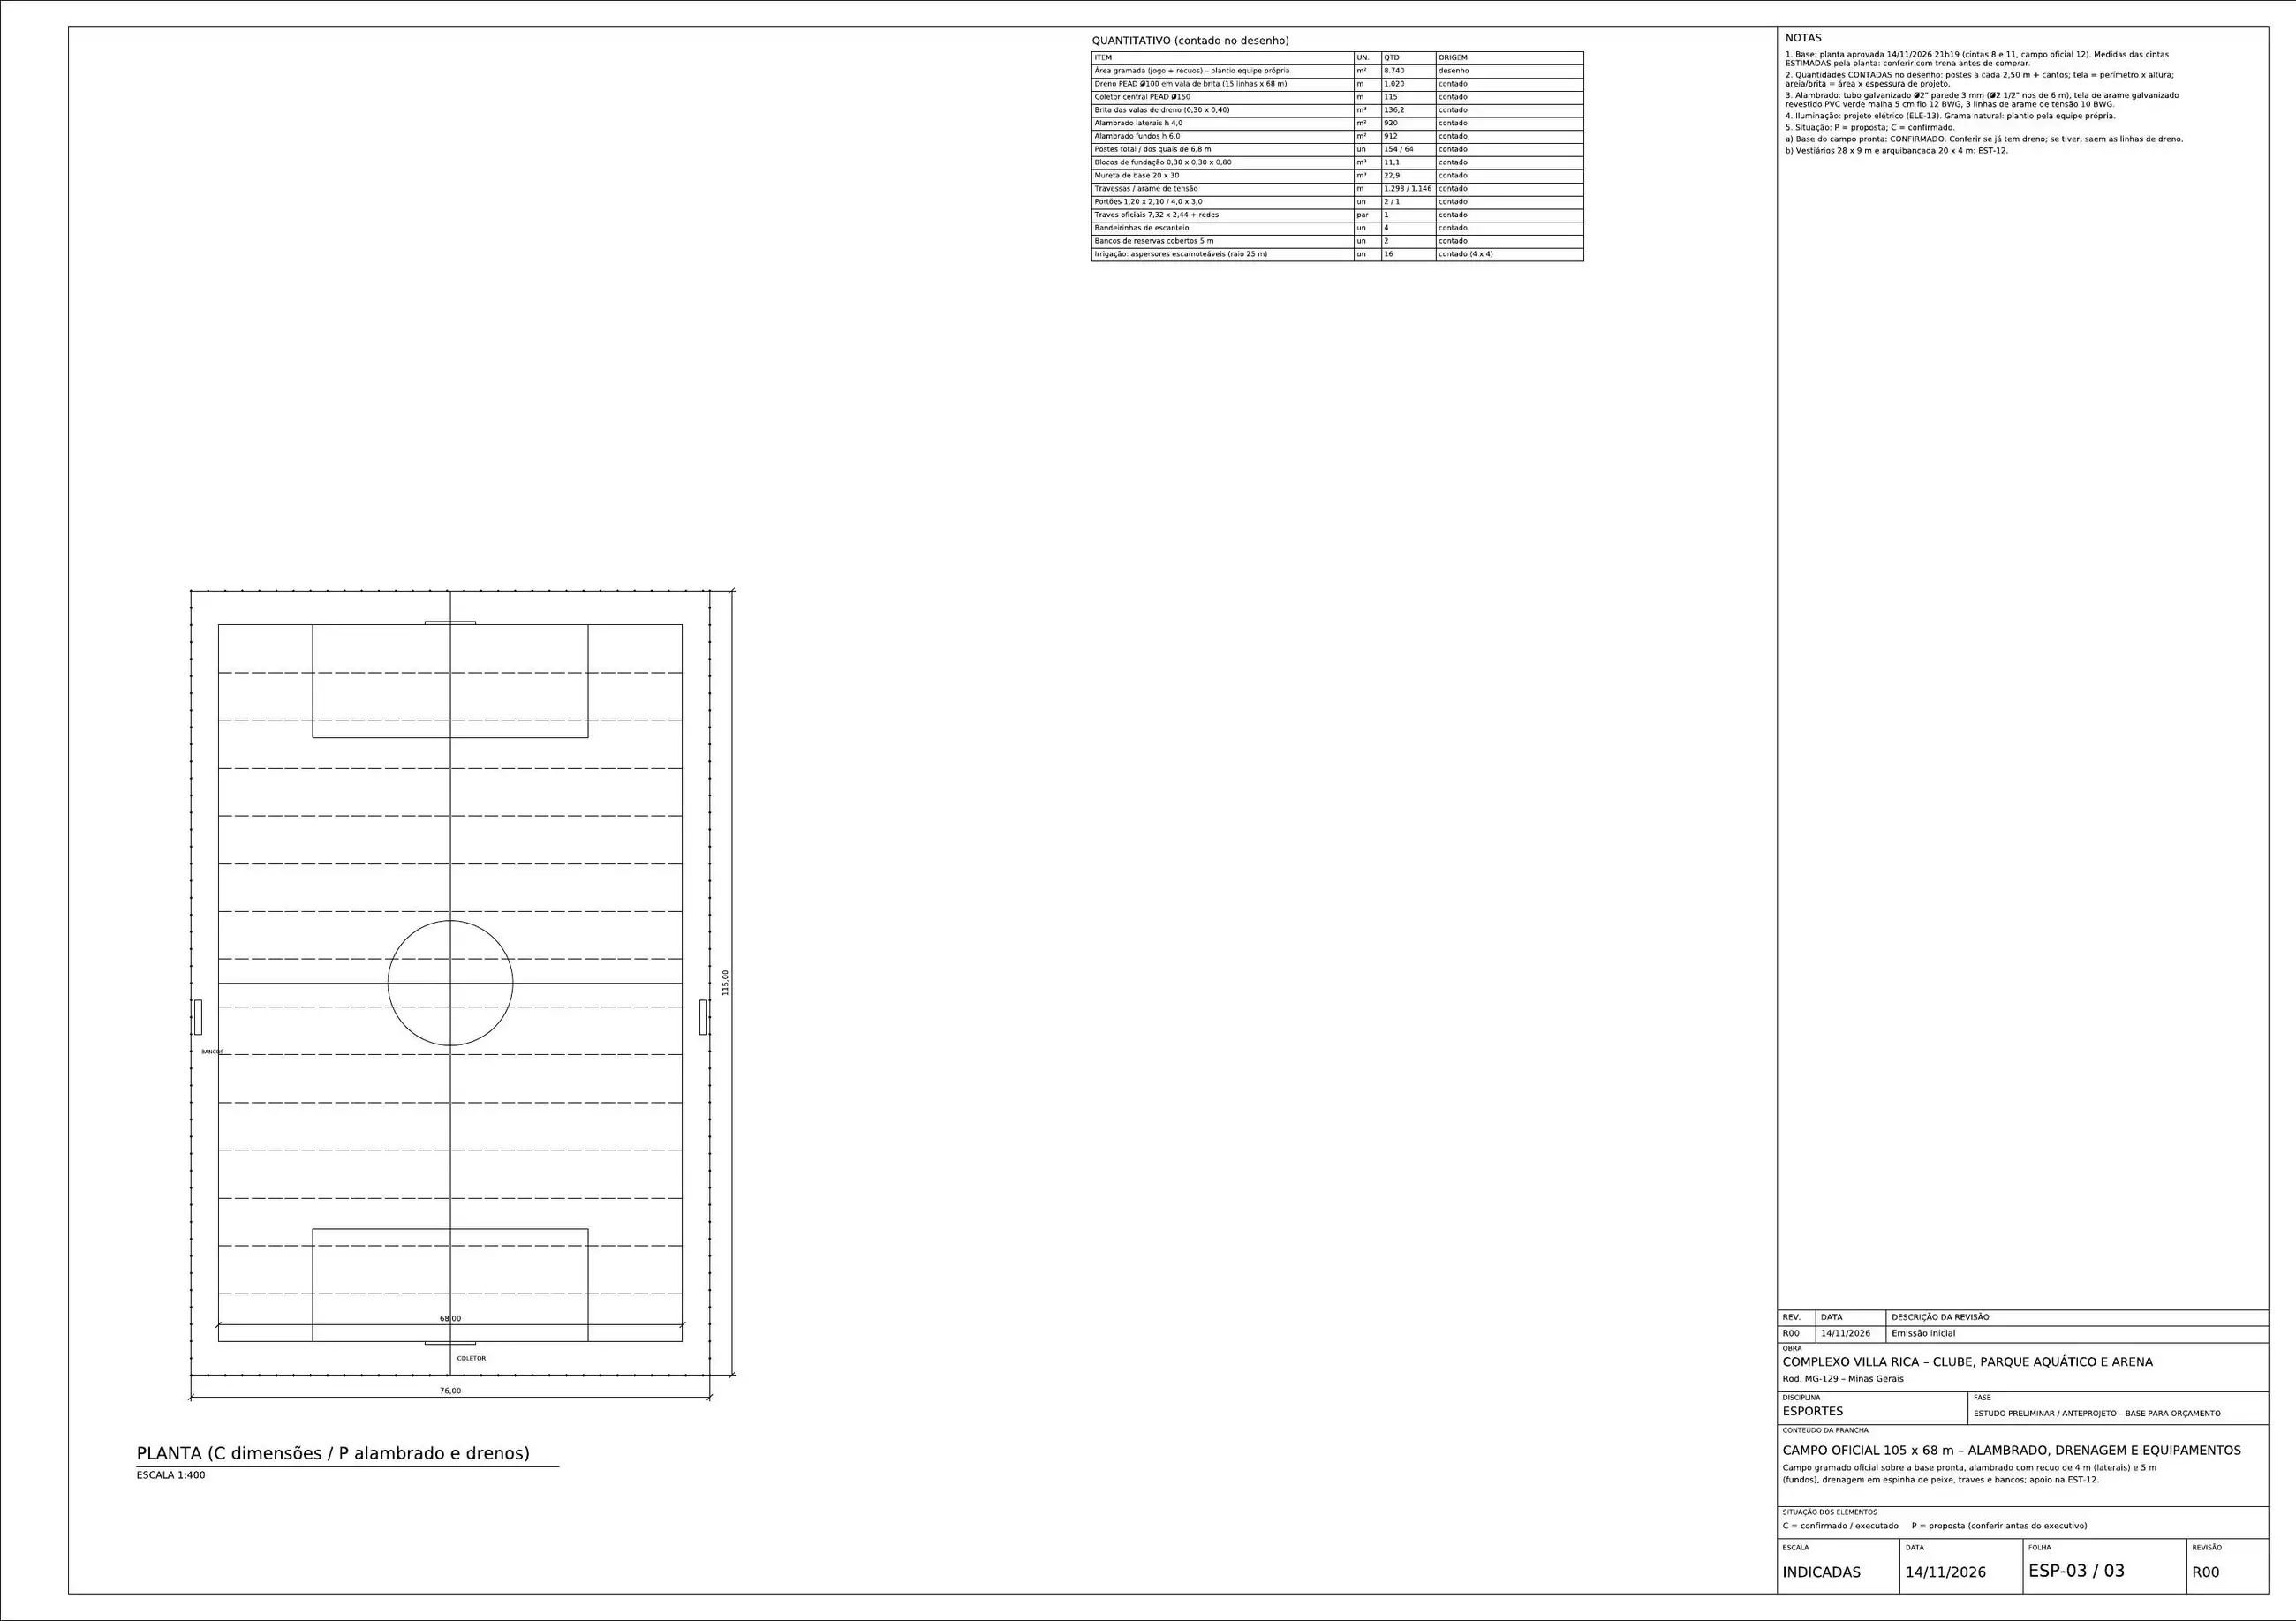 QUANTITATIVO (contado no desenho)
ITEM UN. QTD ORIGEM
Área gramada (jogo + recuos) – plantio equipe própria m² 8.740 desenho
Dreno PEAD Ø100 em vala de brita (15 linhas x 68 m) m 1.020 contado
Coletor central PEAD Ø150 m 115 contado
Brita das valas de dreno (0,30 x 0,40) m³ 136,2 contado
Alambrado laterais h 4,0 m² 920 contado
Alambrado fundos h 6,0 m² 912 contado
Postes total / dos quais de 6,8 m un 154 / 64 contado
Blocos de fundação 0,30 x 0,30 x 0,80 m³ 11,1 contado
Mureta de base 20 x 30 m³ 22,9 contado
Travessas / arame de tensão m 1.298 / 1.146 contado
Portões 1,20 x 2,10 / 4,0 x 3,0 un 2 / 1 contado
Traves oficiais 7,32 x 2,44 + redes par 1 contado
Bandeirinhas de escanteio un 4 contado
Bancos de reservas cobertos 5 m un 2 contado
Irrigação: aspersores escamoteáveis (raio 25 m) un 16 contado (4 x 4)
NOTAS
1. Base: planta aprovada 14/11/2026 21h19 (cintas 8 e 11, campo oficial 12). Medidas das cintas
ESTIMADAS pela planta: conferir com trena antes de comprar.
2. Quantidades CONTADAS no desenho: postes a cada 2,50 m + cantos; tela = perímetro x altura;
areia/brita = área x espessura de projeto.
3. Alambrado: tubo galvanizado Ø2" parede 3 mm (Ø2 1/2" nos de 6 m), tela de arame galvanizado
revestido PVC verde malha 5 cm fio 12 BWG, 3 linhas de arame de tensão 10 BWG.
4. Iluminação: projeto elétrico (ELE-13). Grama natural: plantio pela equipe própria.
5. Situação: P = proposta; C = confirmado.
a) Base do campo pronta: CONFIRMADO. Conferir se já tem dreno; se tiver, saem as linhas de dreno.
b) Vestiários 28 x 9 m e arquibancada 20 x 4 m: EST-12.
115,00
BANCOS
68,00
COLETOR
76,00
PLANTA (C dimensões / P alambrado e drenos)
ESCALA 1:400
REV. DATA DESCRIÇÃO DA REVISÃO
R00 14/11/2026 Emissão inicial
OBRA
COMPLEXO VILLA RICA – CLUBE, PARQUE AQUÁTICO E ARENA
Rod. MG-129 – Minas Gerais
DISCIPLINA FASE
ESPORTES ESTUDO PRELIMINAR / ANTEPROJETO – BASE PARA ORÇAMENTO
CONTEÚDO DA PRANCHA
CAMPO OFICIAL 105 x 68 m – ALAMBRADO, DRENAGEM E EQUIPAMENTOS
Campo gramado oficial sobre a base pronta, alambrado com recuo de 4 m (laterais) e 5 m
(fundos), drenagem em espinha de peixe, traves e bancos; apoio na EST-12.
SITUAÇÃO DOS ELEMENTOS
C = confirmado / executado P = proposta (conferir antes do executivo)
ESCALA DATA FOLHA REVISÃO
INDICADAS 14/11/2026 ESP-03 / 03 R00